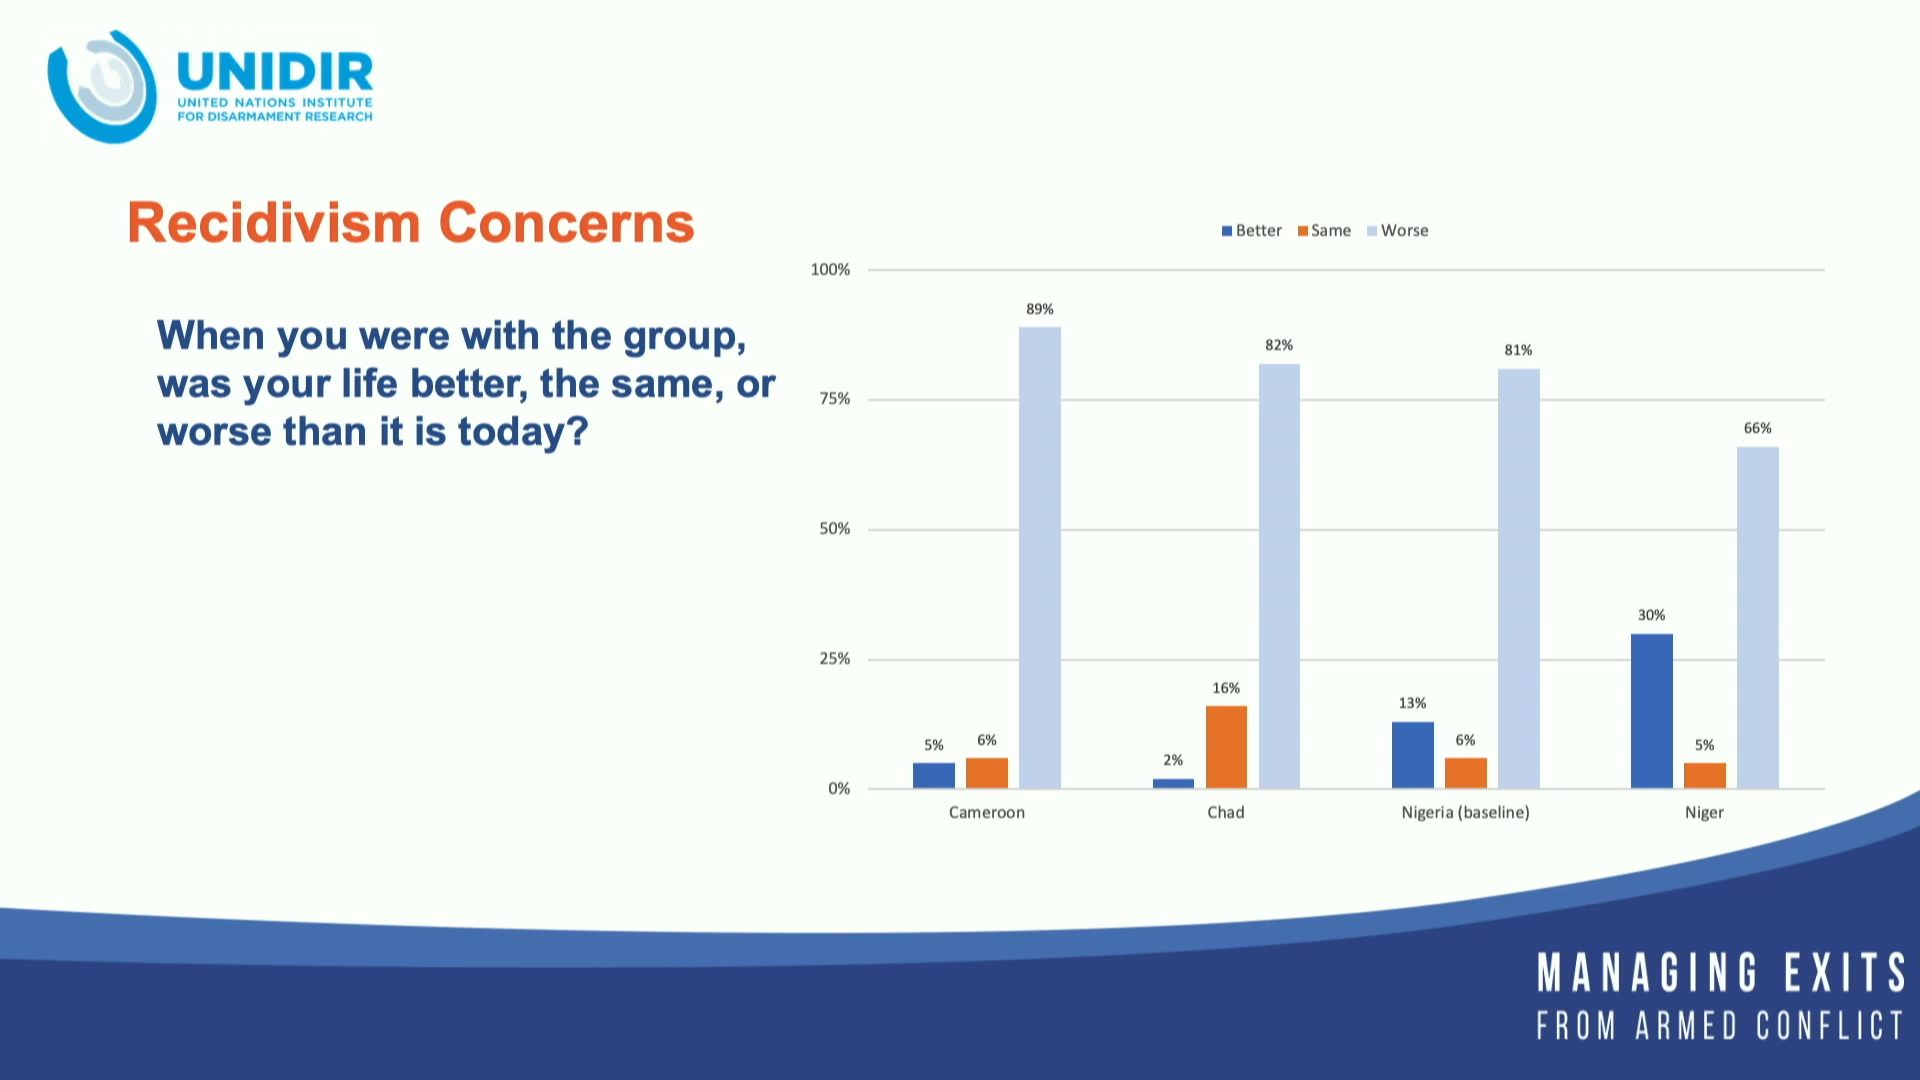 UNIDIR
UNITED NATIONS INSTITUTE
FOR DISARMAMENT RESEARCH
Recidivism Concerns
When you were with the group,
was your life better, the same, or
worse than it is today?
Better Same Worse
100%
75%
50%
25%
0%
5% 6% 89%
2% 16% 82%
13% 6% 81%
30% 5% 66%
Cameroon Chad Nigeria (baseline) Niger
MANAGING EXITS
FROM ARMED CONFLICT